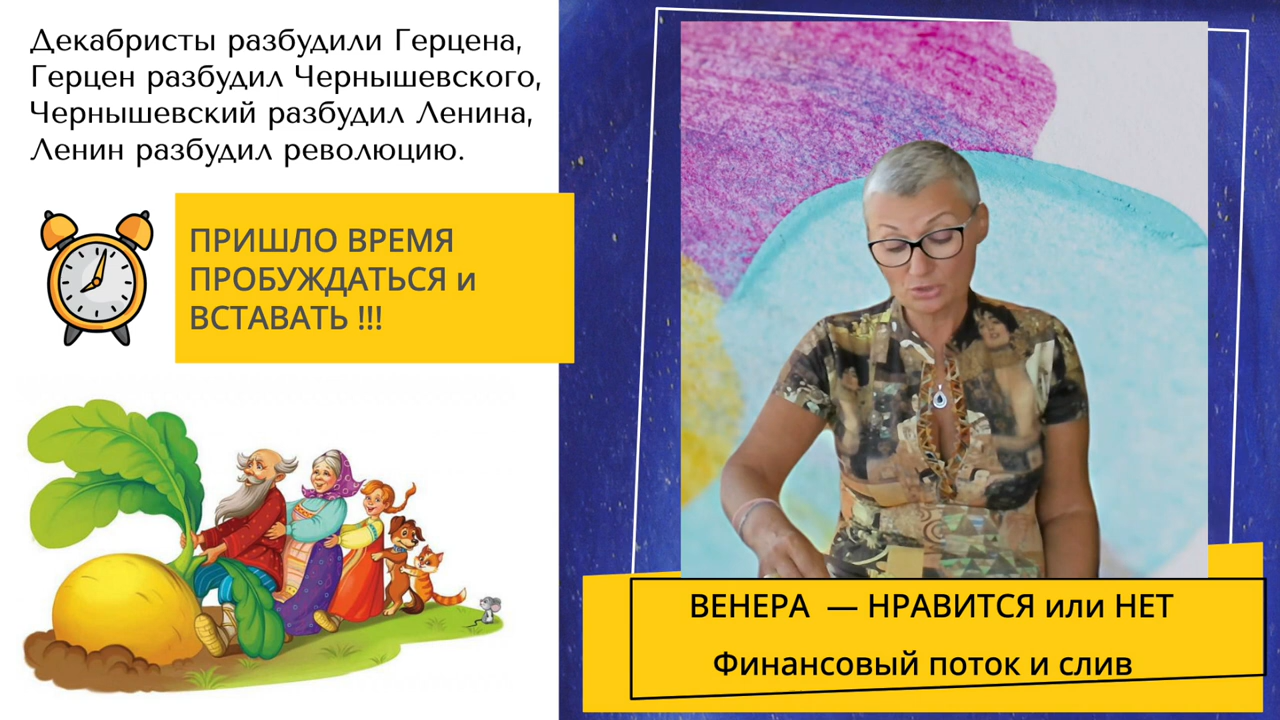 Декабристы разбудили Герцена,
Герцен разбудил Чернышевского,
Чернышевский разбудил Ленина,
Ленин разбудил революцию.
ПРИШЛО ВРЕМЯ
ПРОБУЖДАТЬСЯ и
ВСТАВАТЬ !!!
ВЕНЕРА — НРАВИТСЯ или НЕТ
Финансовый поток и слив